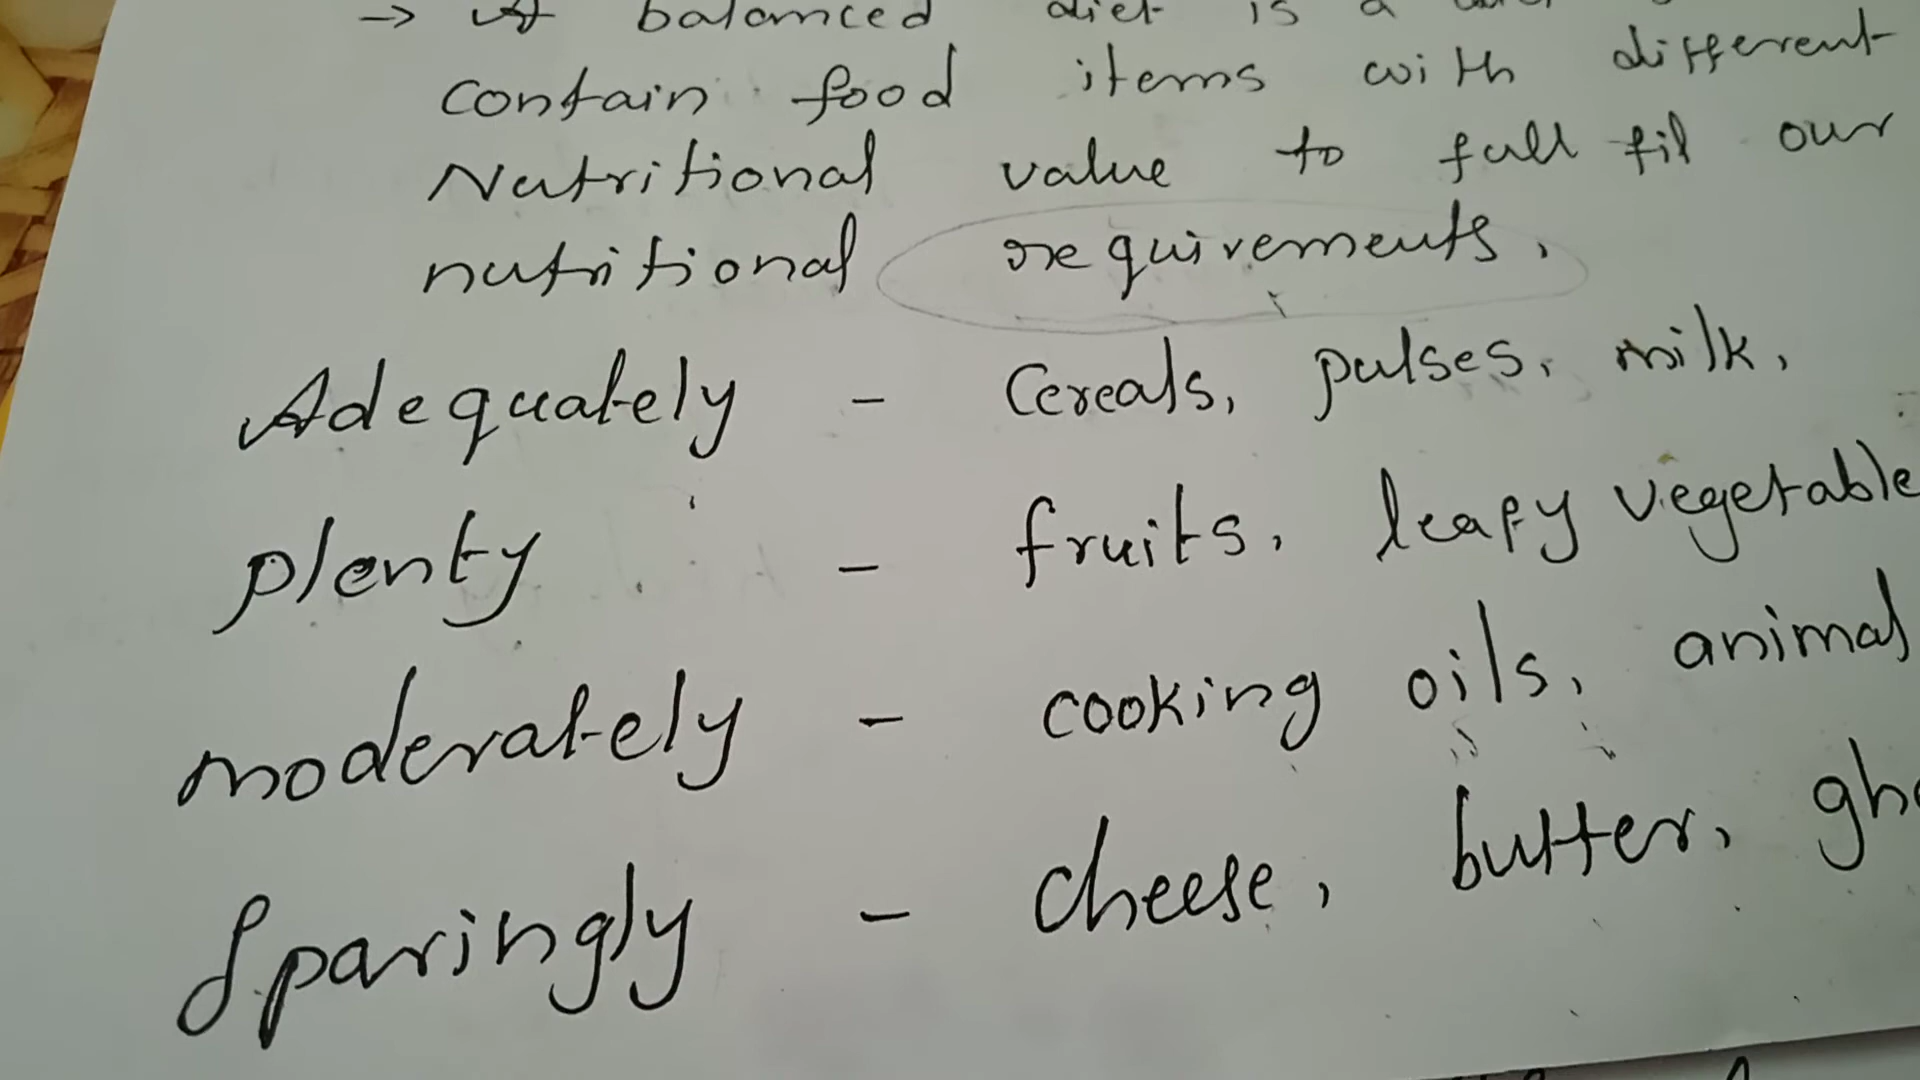 → A balanced diet is a
contain food items with different
Nutritional value to full fil our
nutritional requirements.
Adequately - Cereals, pulses, milk,
plenty - fruits, leafy vegetable
moderately - cooking oils, animal
Sparingly - cheese, butter,